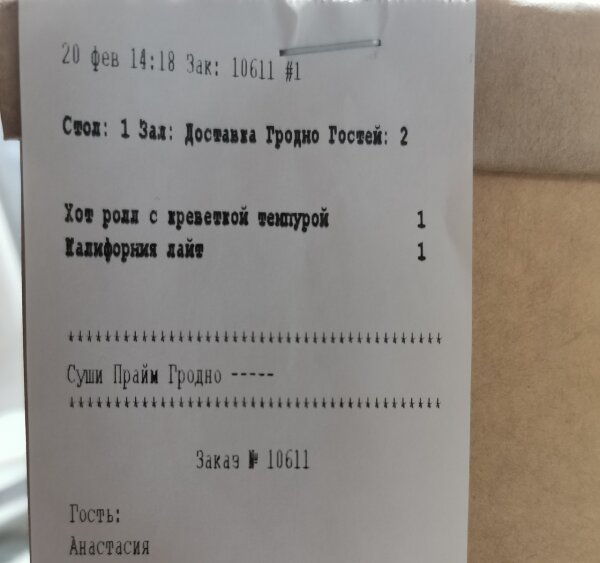 20 фев 14:18 Зак: 10611 #1
Стол: 1 Зал: Доставка Гродно Гостей: 2
Хот ролл с креветкой темпурой 1
Калифорния лайт 1
****************************************
Суши Прайм Гродно -----
****************************************
Заказ № 10611
Гость:
Анастасия